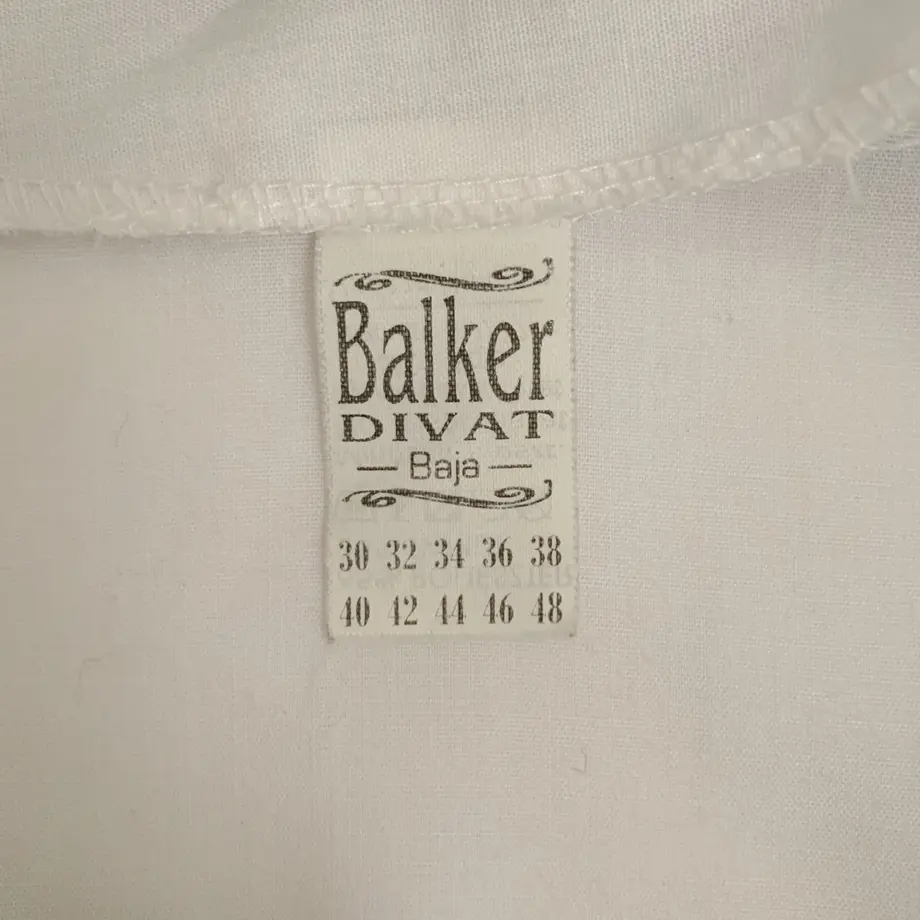 Balker
DIVAT
— Baja —
30 32 34 36 38
40 42 44 46 48